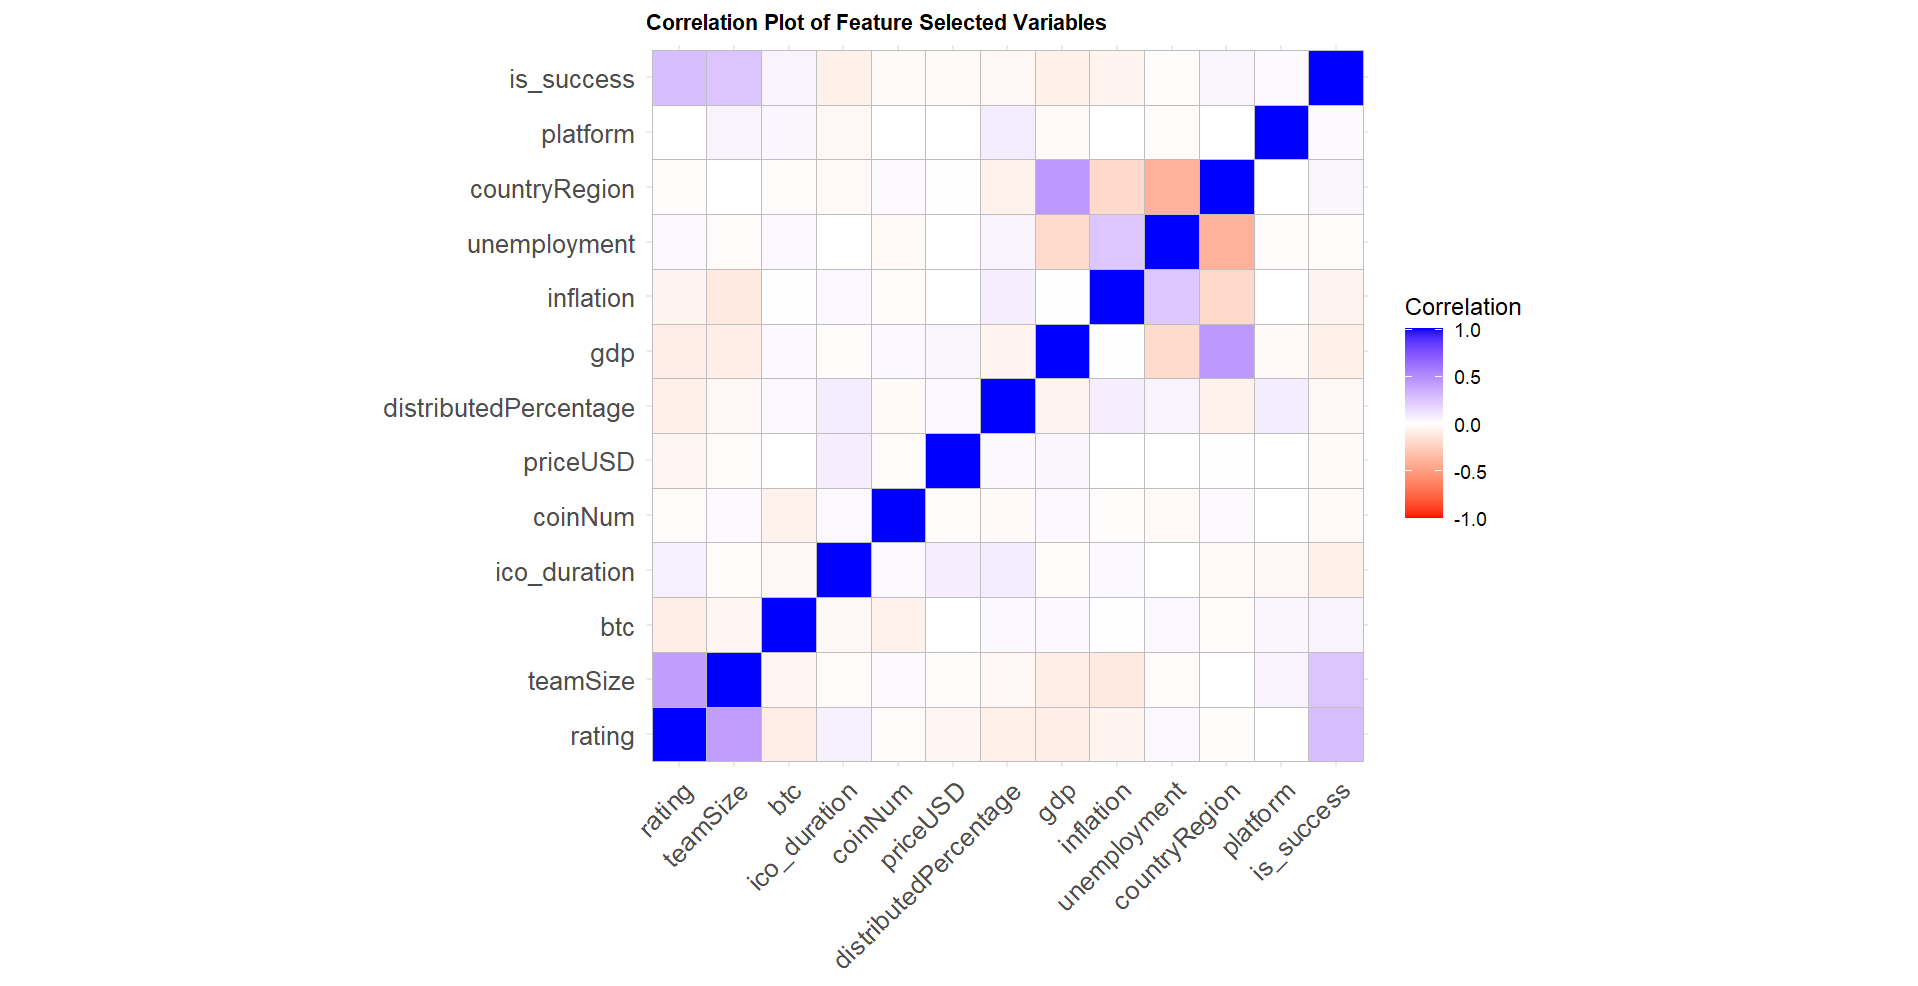 Correlation Plot of Feature Selected Variables
is_success
platform
countryRegion
unemployment
inflation
gdp
distributedPercentage
priceUSD
coinNum
ico_duration
btc
teamSize
rating
rating
teamSize
btc
ico_duration
coinNum
priceUSD
distributedPercentage
gdp
inflation
unemployment
countryRegion
platform
is_success
Correlation
1.0
0.5
0.0
-0.5
-1.0